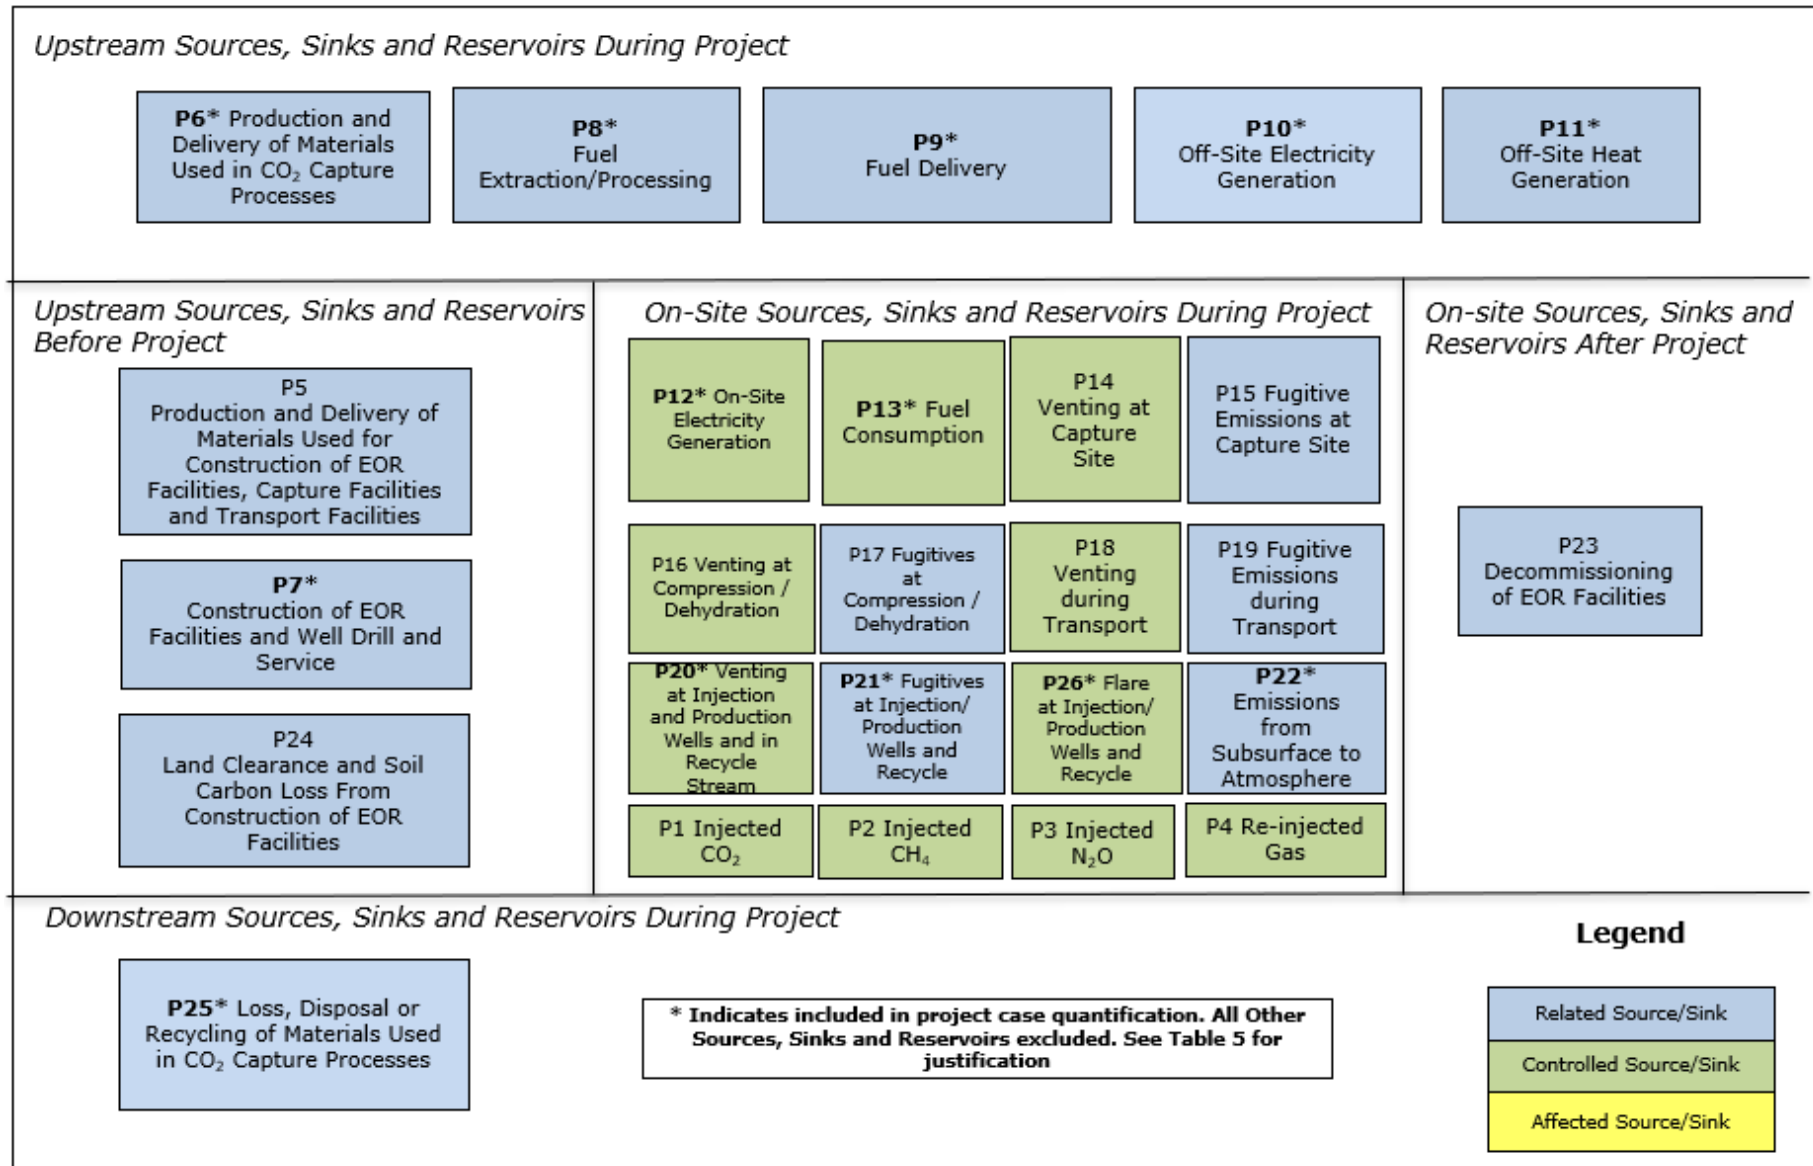 Upstream Sources, Sinks and Reservoirs During Project
P6* Production and
Delivery of Materials
Used in CO₂ Capture
Processes
P8*
Fuel
Extraction/Processing
P9*
Fuel Delivery
P10*
Off-Site Electricity
Generation
P11*
Off-Site Heat
Generation
Upstream Sources, Sinks and Reservoirs
Before Project
P5
Production and Delivery of
Materials Used for
Construction of EOR
Facilities, Capture Facilities
and Transport Facilities
P7*
Construction of EOR
Facilities and Well Drill and
Service
P24
Land Clearance and Soil
Carbon Loss From
Construction of EOR
Facilities
On-Site Sources, Sinks and Reservoirs During Project
P12* On-Site
Electricity
Generation
P13* Fuel
Consumption
P14
Venting at
Capture
Site
P15 Fugitive
Emissions at
Capture Site
P16 Venting at
Compression /
Dehydration
P17 Fugitives
at
Compression /
Dehydration
P18
Venting
during
Transport
P19 Fugitive
Emissions
during
Transport
P20* Venting
at Injection
and Production
Wells and in
Recycle
Stream
P21* Fugitives
at Injection/
Production
Wells and
Recycle
P26* Flare
at Injection/
Production
Wells and
Recycle
P22*
Emissions
from
Subsurface to
Atmosphere
P1 Injected
CO₂
P2 Injected
CH₄
P3 Injected
N₂O
P4 Re-injected
Gas
On-site Sources, Sinks and
Reservoirs After Project
P23
Decommissioning
of EOR Facilities
Downstream Sources, Sinks and Reservoirs During Project
P25* Loss, Disposal or
Recycling of Materials Used
in CO₂ Capture Processes
* Indicates included in project case quantification. All Other
Sources, Sinks and Reservoirs excluded. See Table 5 for
justification
Legend
Related Source/Sink
Controlled Source/Sink
Affected Source/Sink